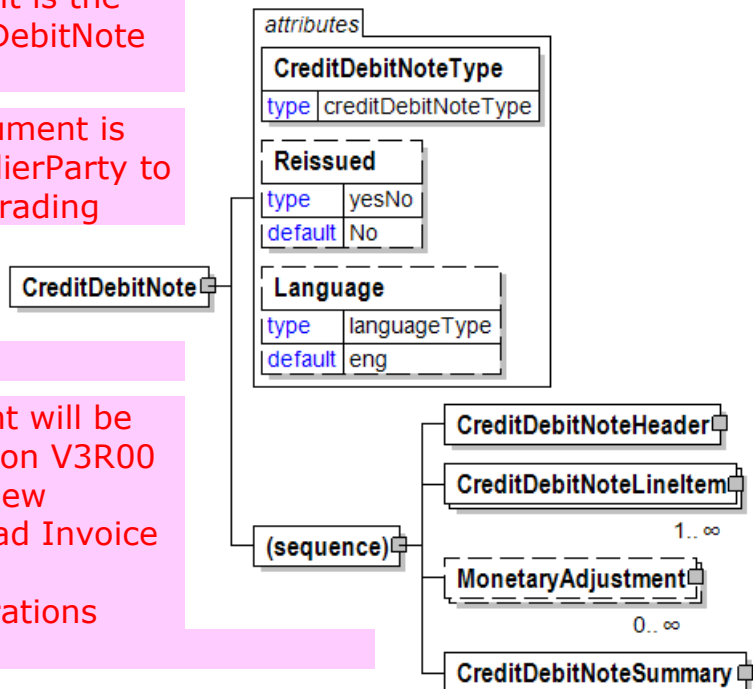 t is the
DebitNote
ument is
lierParty to
rading
nt will be
on V3R00
ew
ad Invoice
rations
attributes
CreditDebitNoteType
type creditDebitNoteType
Reissued
type yesNo
default No
CreditDebitNote
Language
type languageType
default eng
CreditDebitNoteHeader
CreditDebitNoteLineItem
1..∞
(sequence)
MonetaryAdjustment
0..∞
CreditDebitNoteSummary